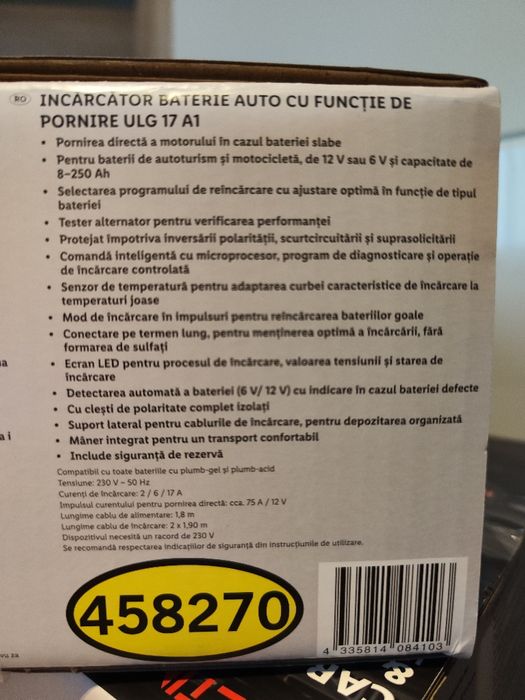 RO ÎNCĂRCĂTOR BATERIE AUTO CU FUNCȚIE DE
PORNIRE ULG 17 A1
• Pornirea directă a motorului în cazul bateriei slabe
• Pentru baterii de autoturism și motocicletă, de 12 V sau 6 V și capacitate de
8–250 Ah
• Selectarea programului de reîncărcare cu ajustare optimă în funcție de tipul
bateriei
• Tester alternator pentru verificarea performanței
• Protejat împotriva inversării polarității, scurtcircuitării și suprasolicitării
• Comandă inteligentă cu microprocesor, program de diagnosticare și operație
de încărcare controlată
• Senzor de temperatură pentru adaptarea curbei caracteristice de încărcare la
temperaturi joase
• Mod de încărcare în impulsuri pentru reîncărcarea bateriilor goale
• Conectare pe termen lung, pentru menținerea optimă a încărcării, fără
formarea de sulfați
• Ecran LED pentru procesul de încărcare, valoarea tensiunii și starea de
încărcare
• Detectarea automată a bateriei (6 V/ 12 V) cu indicare în cazul bateriei defecte
• Cu clești de polaritate complet izolați
• Suport lateral pentru cablurile de încărcare, pentru depozitarea organizată
• Mâner integrat pentru un transport confortabil
• Include siguranță de rezervă
Compatibil cu toate bateriile cu plumb-gel și plumb-acid
Tensiune: 230 V ~ 50 Hz
Curenți de încărcare: 2 / 6 / 17 A
Impulsul curentului pentru pornirea directă: cca. 75 A / 12 V
Lungime cablu de alimentare: 1,8 m
Lungime cablu de încărcare: 2 x 1,90 m
Dispozitivul necesită un racord de 230 V
Se recomandă respectarea indicațiilor de siguranță din instrucțiunile de utilizare.
458270
4 335814 084103
CAR
&